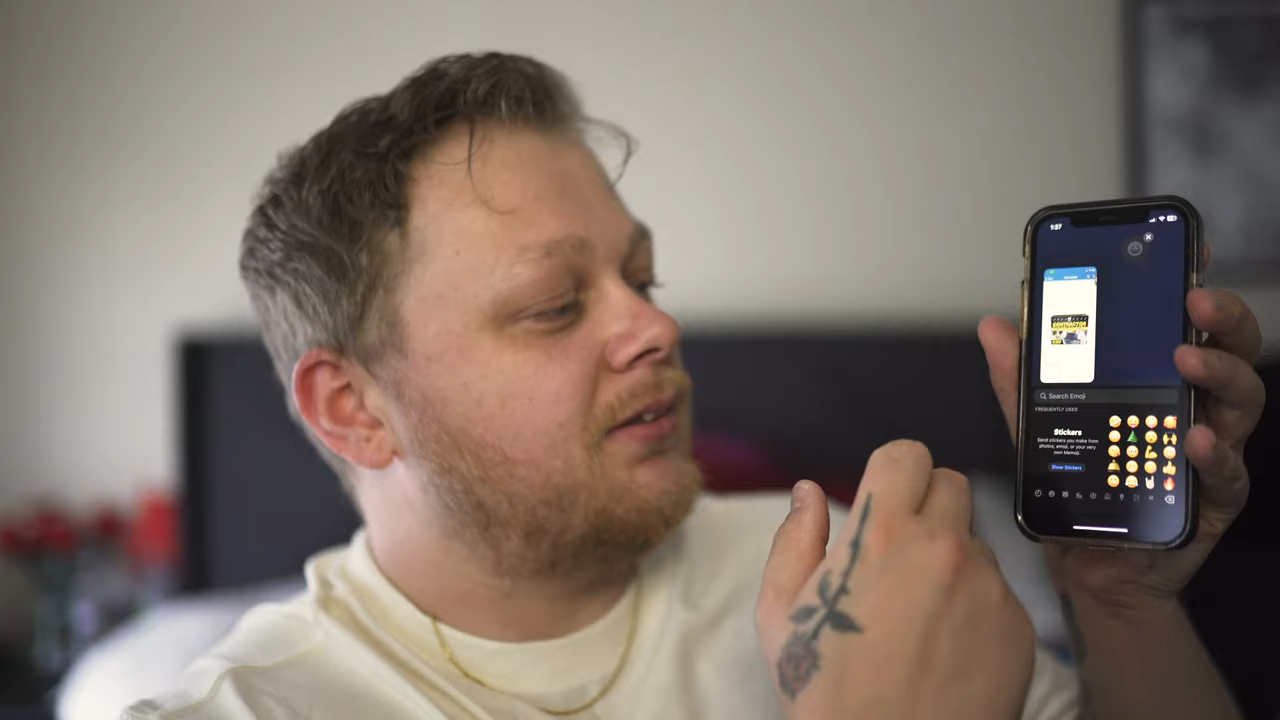 1:37
Search Emoji
FREQUENTLY USED
Stickers
Send stickers you make from
photos, emoji, or your very
own Memoji.
Show Stickers